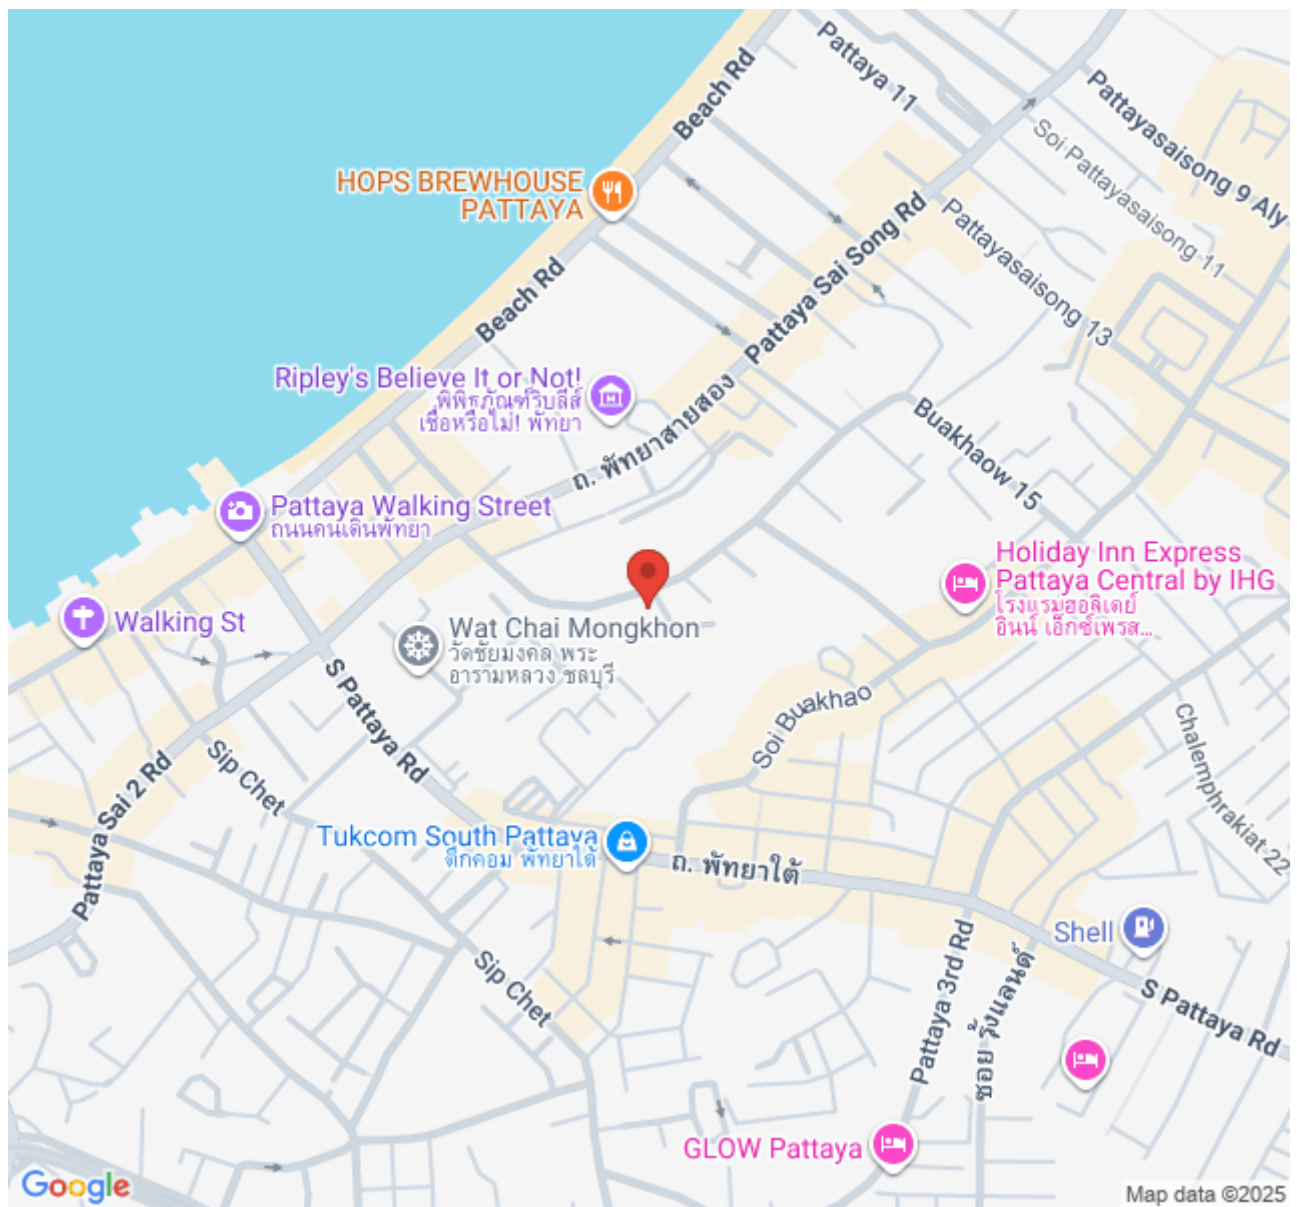 Pattaya 11
Beach Rd
Pattayasaisong 9 Aly
Soi Pattayasaisong 11
HOPS BREWHOUSE
PATTAYA
Pattaya Sai Song Rd
Pattayasaisong 13
Beach Rd
Ripley's Believe It or Not!
พิพิธภัณฑ์ริบลีส์
เชื่อหรือไม่! พัทยา
ถ. พัทยาสายสอง
Buakhaow 15
Pattaya Walking Street
ถนนคนเดินพัทยา
Holiday Inn Express
Pattaya Central by IHG
โรงแรมฮอลิเดย์
อินน์ เอ็กซ์เพรส...
Walking St
Wat Chai Mongkhon
วัดชัยมงคล พระ
อารามหลวง ชลบุรี
S Pattaya Rd
Soi Buakhao
Chalemphrakiat 22
Sip Chet
Pattaya Sai 2 Rd
Tukcom South Pattaya
ตึกคอม พัทยาใต้
ถ. พัทยาใต้
Shell
Sip Chet
Pattaya 3rd Rd
ซอย วิ้งแลนด์
S Pattaya Rd
GLOW Pattaya
Google
Map data ©2025